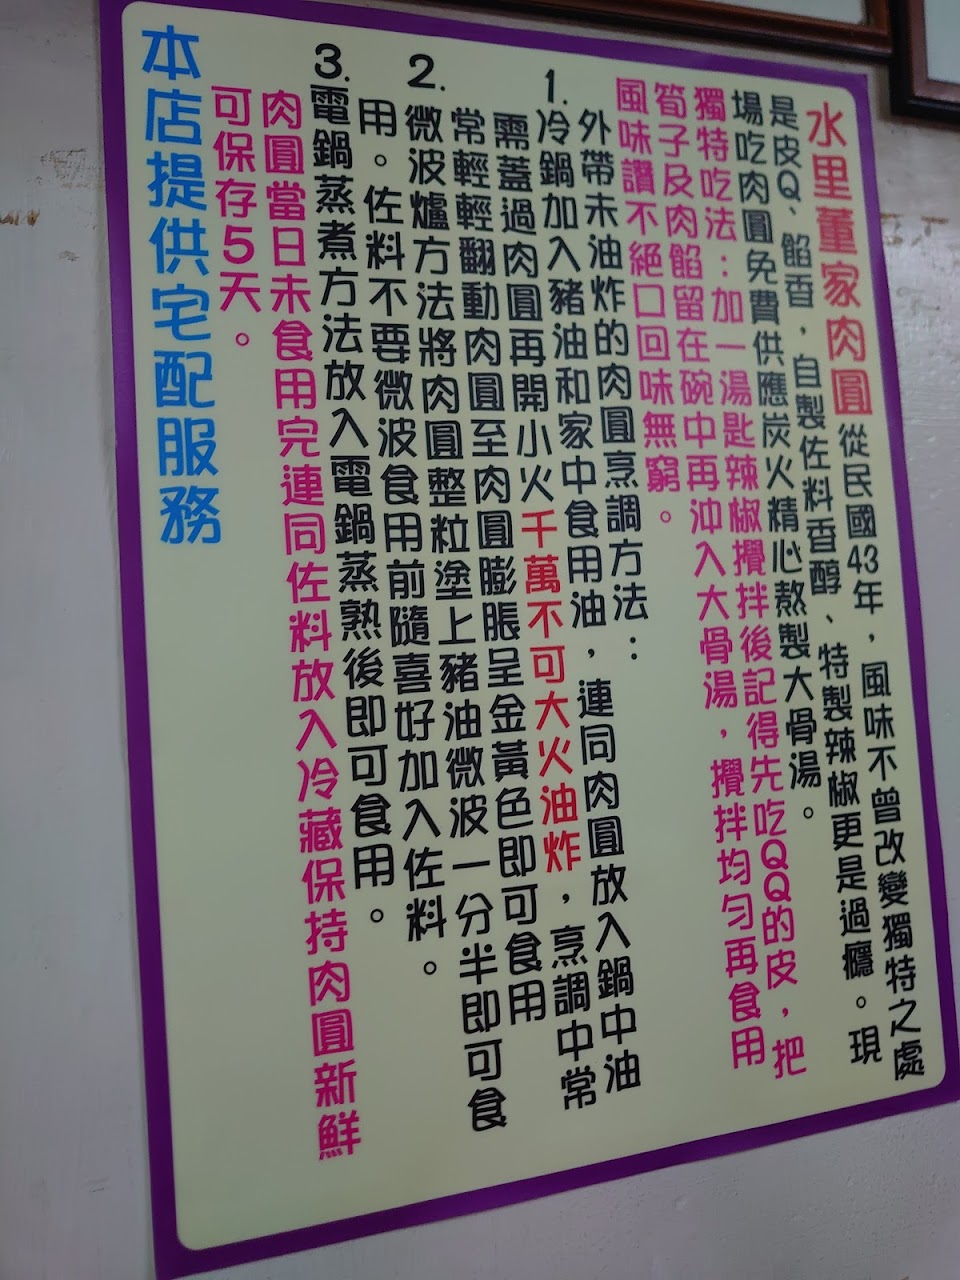 水里董家肉圓從民國43年，風味不曾改變獨特之處
是皮Q、餡香，自製佐料香醇、特製辣椒更是過癮。現
場吃肉圓免費供應炭火精心熬製大骨湯。
獨特吃法：加一湯匙辣椒攪拌後記得先吃QQ的皮，把
筍子及肉餡留在碗中再沖入大骨湯，攪拌均勻再食用
風味讚不絕口回味無窮。
外帶未油炸的肉圓烹調方法：
1.冷鍋加入豬油和家中食用油，連同肉圓放入鍋中油
需蓋過肉圓再開小火千萬不可大火油炸，烹調中常
常輕輕翻動肉圓至肉圓膨脹呈金黃色即可食用
2.微波爐方法將肉圓整粒塗上豬油微波一分半即可食
用。佐料不要微波食用前隨喜好加入佐料。
3.電鍋蒸煮方法放入電鍋蒸熟後即可食用。
肉圓當日未食用完連同佐料放入冷藏保持肉圓新鮮
可保存5天。
本店提供宅配服務